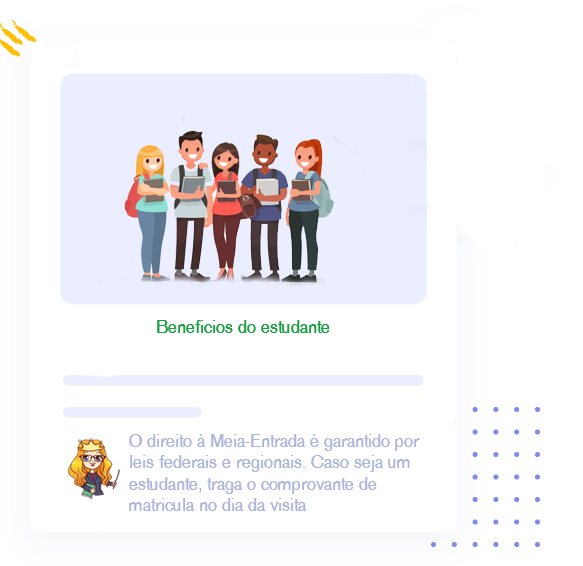 Beneficios do estudante
O direito à Meia-Entrada é garantido por
leis federais e regionais. Caso seja um
estudante, traga o comprovante de
matricula no dia da visita